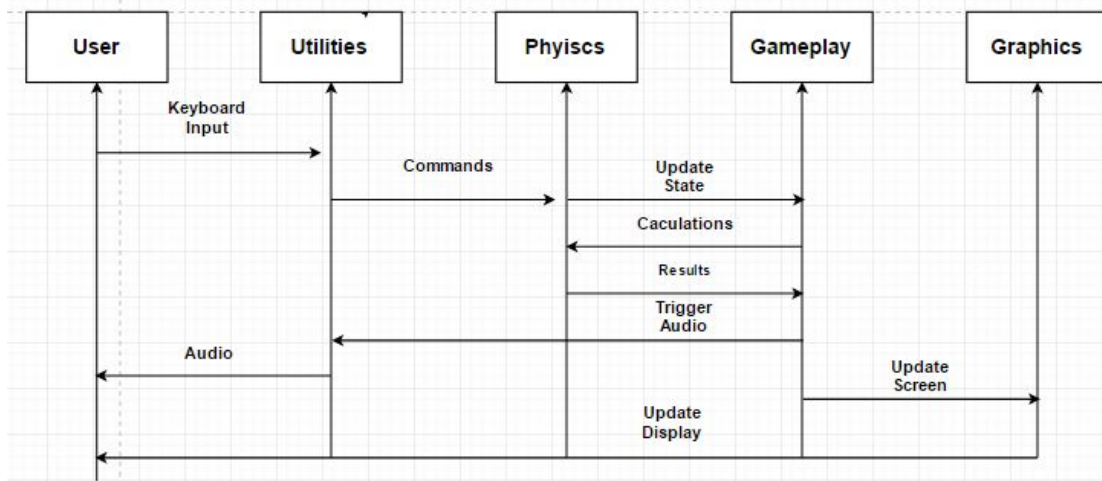 User
Utilities
Phyiscs
Gameplay
Graphics
Keyboard
Input
Commands
Update
State
Caculations
Results
Trigger
Audio
Audio
Update
Screen
Update
Display